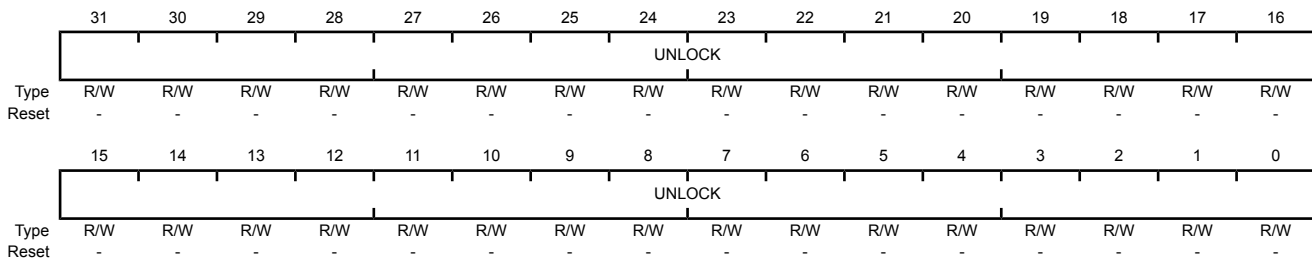 31 30 29 28 27 26 25 24 23 22 21 20 19 18 17 16
UNLOCK
Type R/W R/W R/W R/W R/W R/W R/W R/W R/W R/W R/W R/W R/W R/W R/W R/W
Reset - - - - - - - - - - - - - - - -
15 14 13 12 11 10 9 8 7 6 5 4 3 2 1 0
UNLOCK
Type R/W R/W R/W R/W R/W R/W R/W R/W R/W R/W R/W R/W R/W R/W R/W R/W
Reset - - - - - - - - - - - - - - - -